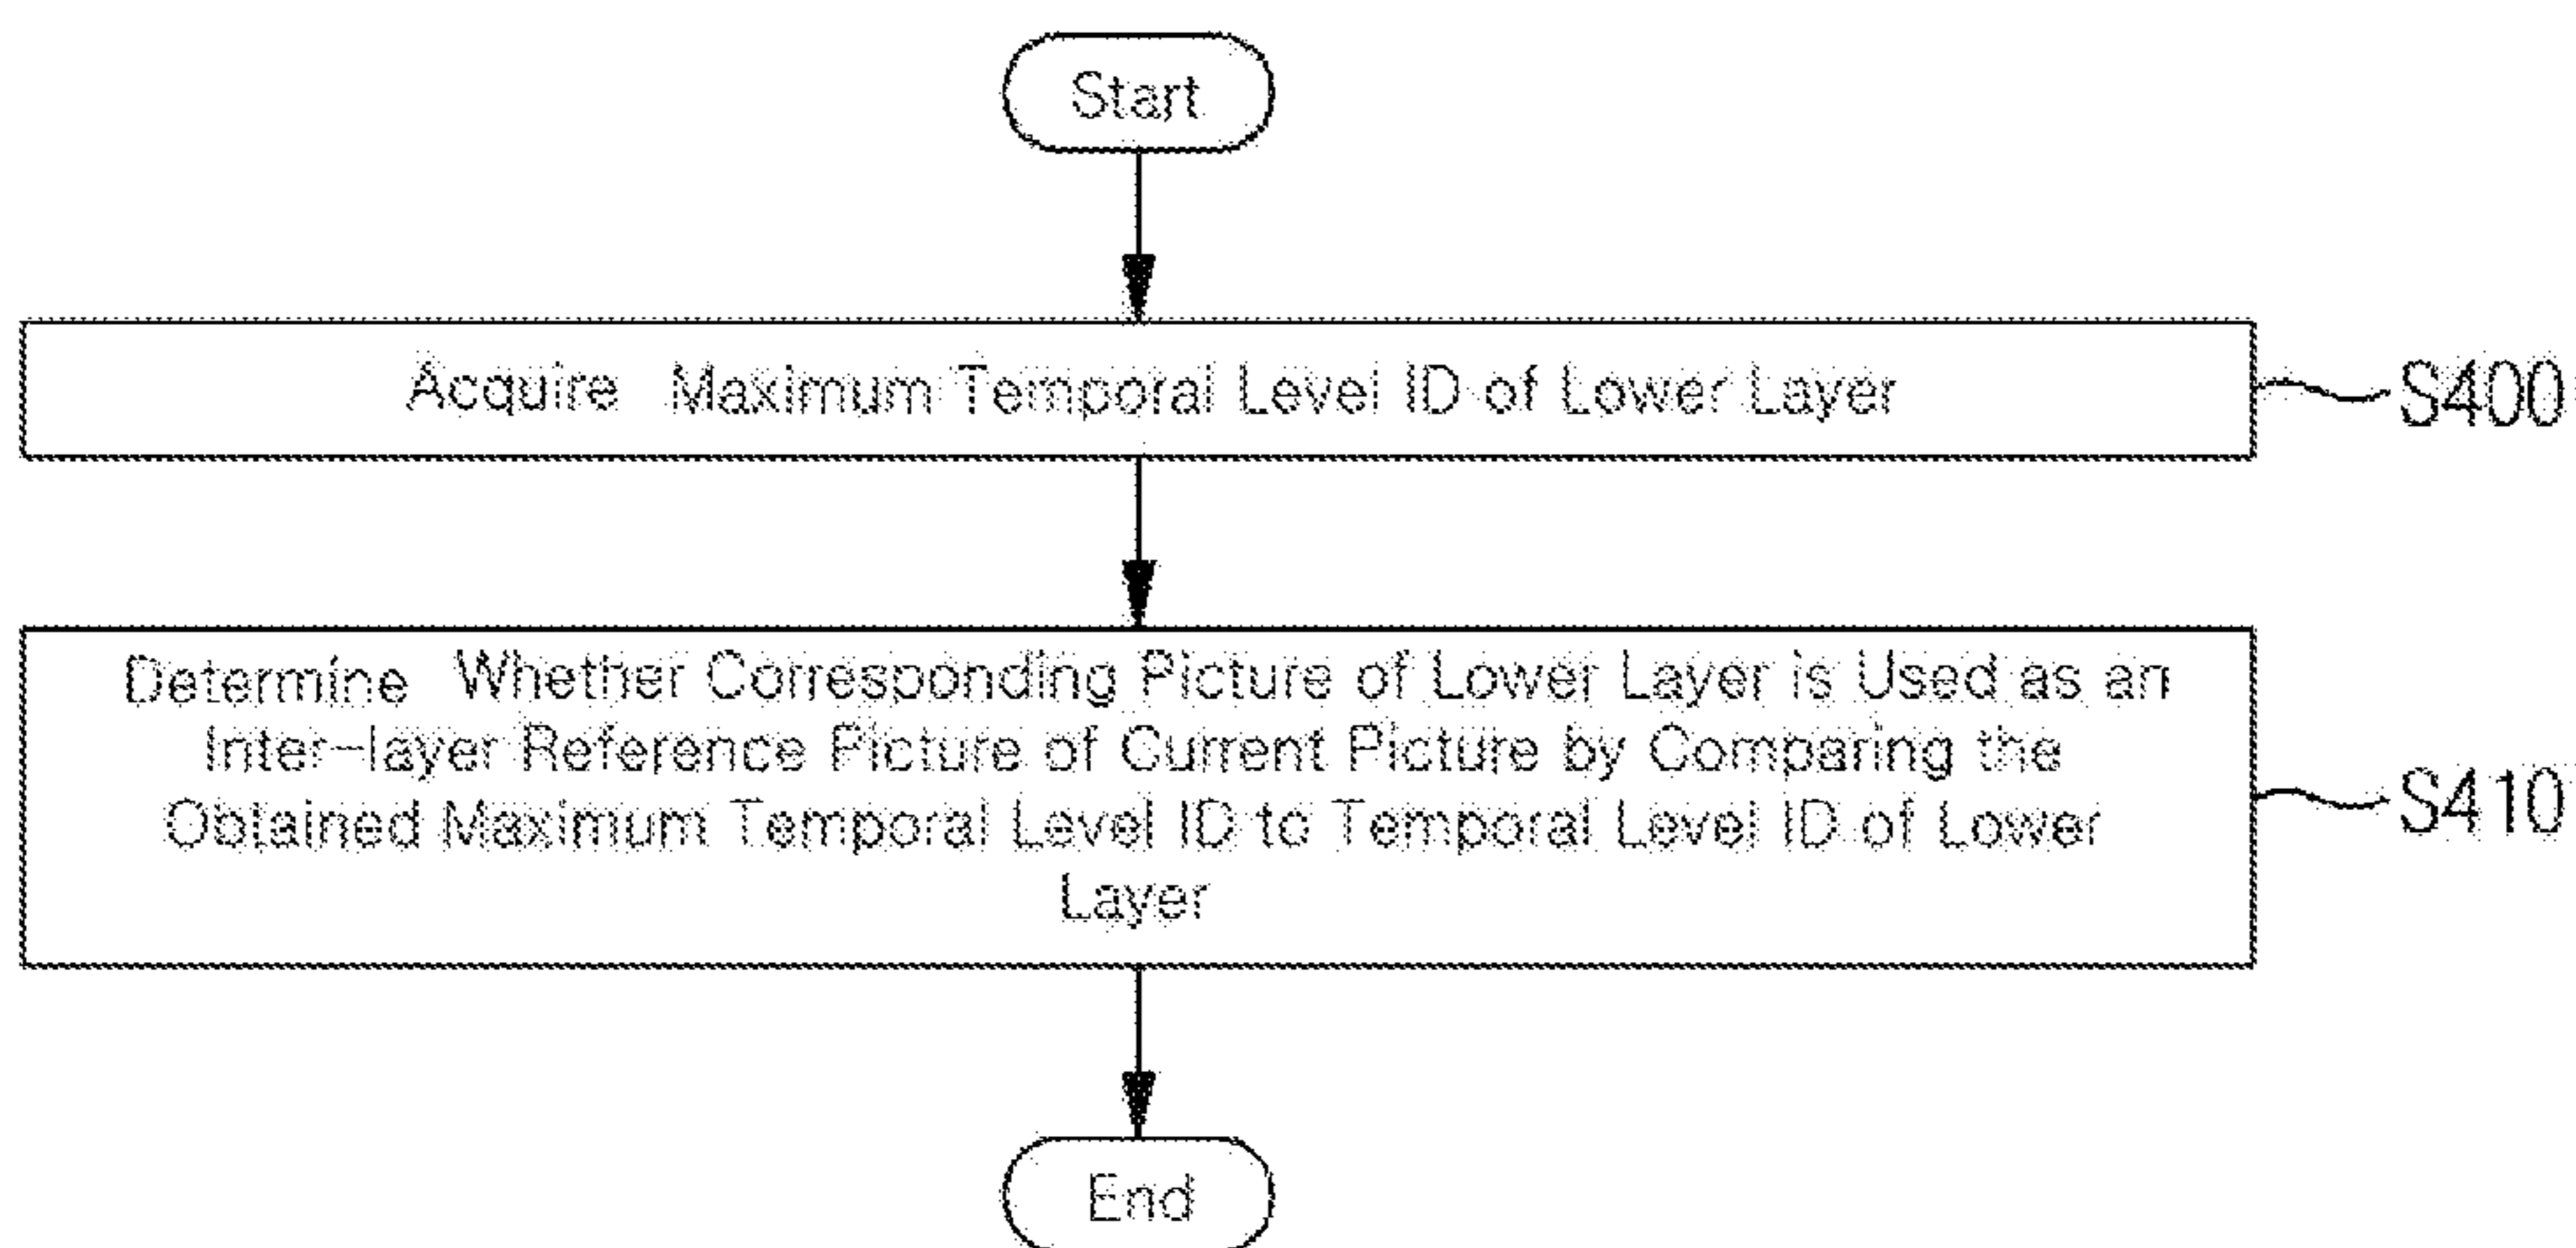 Start
Acquire Maximum Temporal Level ID of Lower Layer
S400
Determine Whether Corresponding Picture of Lower Layer is Used as an
Inter-layer Reference Picture of Current Picture by Comparing the
Obtained Maximum Temporal Level ID to Temporal Level ID of Lower
Layer
S410
End